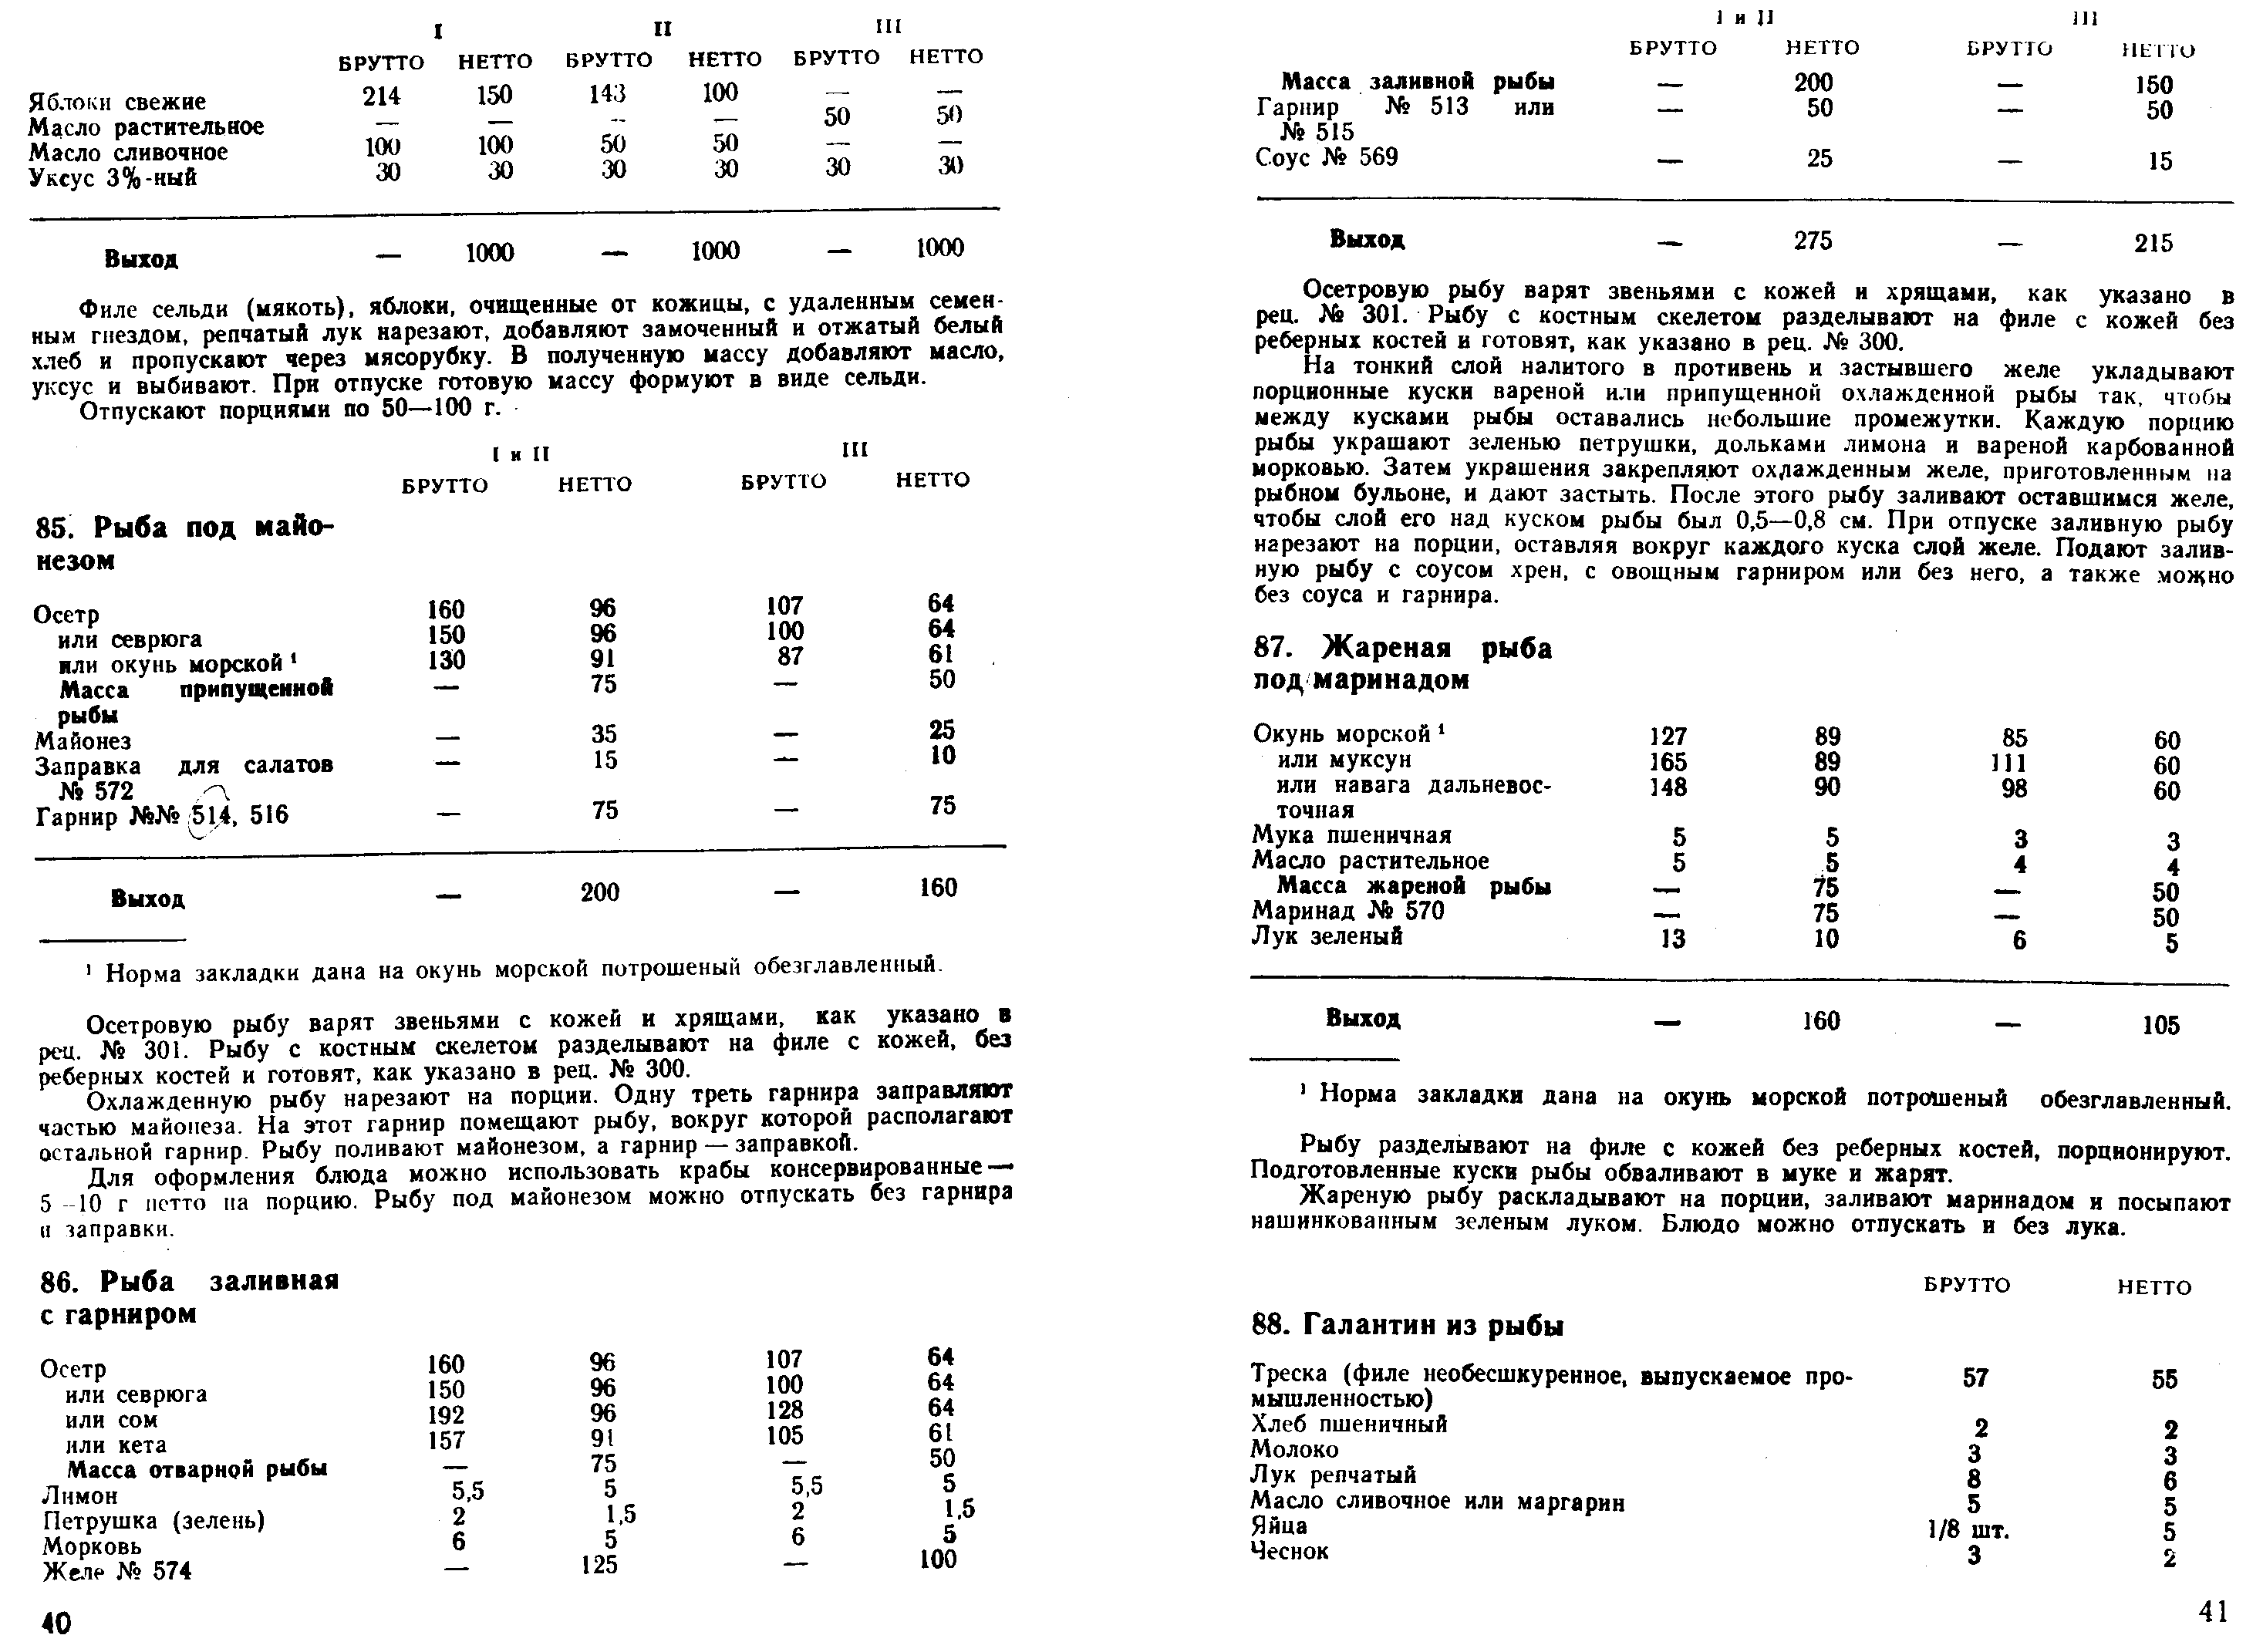 I II III
БРУТТО НЕТТО БРУТТО НЕТТО БРУТТО НЕТТО
Яблоки свежие 214 150 143 100 — —
Масло растительное — — -- — 50 50
Масло сливочное 100 100 50 50 — —
Уксус 3%-ный 30 30 30 30 30 30
Выход — 1000 — 1000 — 1000
Филе сельди (мякоть), яблоки, очищенные от кожицы, с удаленным семен-
ным гнездом, репчатый лук нарезают, добавляют замоченный и отжатый белый
хлеб и пропускают через мясорубку. В полученную массу добавляют масло,
уксус и выбивают. При отпуске готовую массу формуют в виде сельди.
Отпускают порциями по 50—100 г.
I и II III
БРУТТО НЕТТО БРУТТО НЕТТО
85. Рыба под майо-
незом
Осетр 160 96 107 64
или севрюга 150 96 100 64
или окунь морской ¹ 130 91 87 61
Масса припущенной — 75 — 50
рыбы
Майонез — 35 — 25
Заправка для салатов — 15 — 10
№ 572
Гарнир №№ 514, 516 — 75 — 75
Выход — 200 — 160
¹ Норма закладки дана на окунь морской потрошеный обезглавленный.
Осетровую рыбу варят звеньями с кожей и хрящами, как указано в
рец. № 301. Рыбу с костным скелетом разделывают на филе с кожей, без
реберных костей и готовят, как указано в рец. № 300.
Охлажденную рыбу нарезают на порции. Одну треть гарнира заправляют
частью майонеза. На этот гарнир помещают рыбу, вокруг которой располагают
остальной гарнир. Рыбу поливают майонезом, а гарнир — заправкой.
Для оформления блюда можно использовать крабы консервированные —
5—10 г нетто на порцию. Рыбу под майонезом можно отпускать без гарнира
и заправки.
86. Рыба заливная
с гарниром
Осетр 160 96 107 64
или севрюга 150 96 100 64
или сом 192 96 128 64
или кета 157 91 105 61
Масса отварной рыбы — 75 — 50
Лимон 5,5 5 5,5 5
Петрушка (зелень) 2 1,5 2 1,5
Морковь 6 5 6 5
Желе № 574 — 125 — 100
40
I и II III
БРУТТО НЕТТО БРУТТО НЕТТО
Масса заливной рыбы — 200 — 150
Гарнир № 513 или — 50 — 50
№ 515
Соус № 569 — 25 — 15
Выход — 275 — 215
Осетровую рыбу варят звеньями с кожей и хрящами, как указано в
рец. № 301. Рыбу с костным скелетом разделывают на филе с кожей без
реберных костей и готовят, как указано в рец. № 300.
На тонкий слой налитого в противень и застывшего желе укладывают
порционные куски вареной или припущенной охлажденной рыбы так, чтобы
между кусками рыбы оставались небольшие промежутки. Каждую порцию
рыбы украшают зеленью петрушки, дольками лимона и вареной карбованной
морковью. Затем украшения закрепляют охлажденным желе, приготовленным на
рыбном бульоне, и дают застыть. После этого рыбу заливают оставшимся желе,
чтобы слой его над куском рыбы был 0,5—0,8 см. При отпуске заливную рыбу
нарезают на порции, оставляя вокруг каждого куска слой желе. Подают залив-
ную рыбу с соусом хрен, с овощным гарниром или без него, а также можно
без соуса и гарнира.
87. Жареная рыба
под маринадом
Окунь морской ¹ 127 89 85 60
или муксун 165 89 111 60
или навага дальневос- 148 90 98 60
точная
Мука пшеничная 5 5 3 3
Масло растительное 5 5 4 4
Масса жареной рыбы — 75 — 50
Маринад № 570 — 75 — 50
Лук зеленый 13 10 6 5
Выход — 160 — 105
¹ Норма закладки дана на окунь морской потрошеный обезглавленный.
Рыбу разделывают на филе с кожей без реберных костей, порционируют.
Подготовленные куски рыбы обваливают в муке и жарят.
Жареную рыбу раскладывают на порции, заливают маринадом и посыпают
нашинкованным зеленым луком. Блюдо можно отпускать и без лука.
БРУТТО НЕТТО
88. Галантин из рыбы
Треска (филе необесшкуренное, выпускаемое про- 57 55
мышленностью)
Хлеб пшеничный 2 2
Молоко 3 3
Лук репчатый 8 6
Масло сливочное или маргарин 5 5
Яйца 1/8 шт. 5
Чеснок 3 2
41